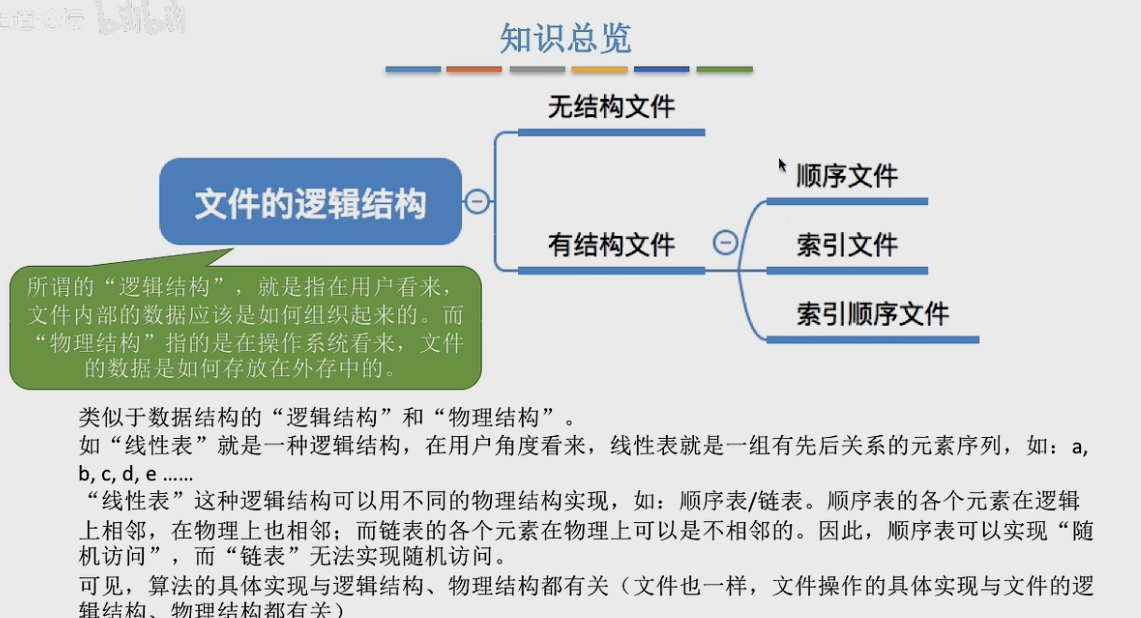 bilibili
知识总览
无结构文件
顺序文件
文件的逻辑结构
有结构文件
索引文件
索引顺序文件
所谓的“逻辑结构”，就是指在用户看来，
文件内部的数据应该是如何组织起来的。而
“物理结构”指的是在操作系统看来，文件
的数据是如何存放在外存中的。
类似于数据结构的“逻辑结构”和“物理结构”。
如“线性表”就是一种逻辑结构，在用户角度看来，线性表就是一组有先后关系的元素序列，如：a,
b, c, d, e ……
“线性表”这种逻辑结构可以用不同的物理结构实现，如：顺序表/链表。顺序表的各个元素在逻辑
上相邻，在物理上也相邻；而链表的各个元素在物理上可以是不相邻的。因此，顺序表可以实现“随
机访问”，而“链表”无法实现随机访问。
可见，算法的具体实现与逻辑结构、物理结构都有关（文件也一样，文件操作的具体实现与文件的逻
辑结构、物理结构都有关）